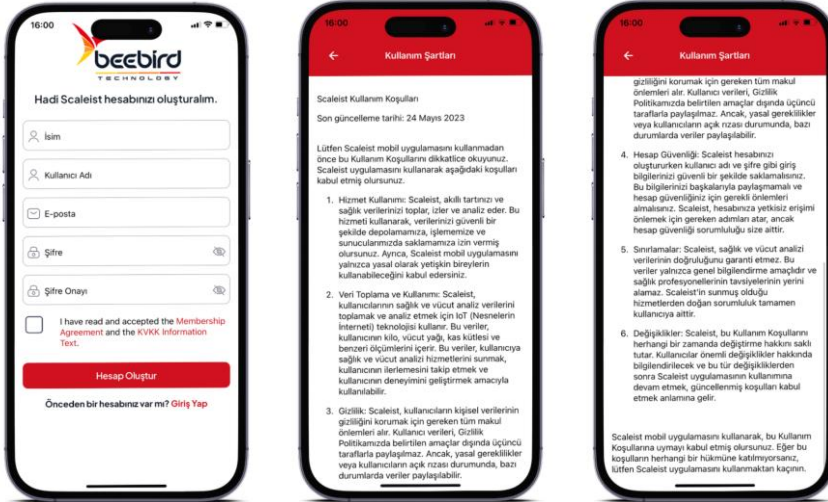 16:00
beebird
TECHNOLOGY
Hadi Scaleist hesabınızı oluşturalım.
İsim
Kullanıcı Adı
E-posta
Şifre
Şifre Onayı
I have read and accepted the Membership
Agreement and the KVKK Information
Text.
Hesap Oluştur
Önceden bir hesabınız var mı? Giriş Yap
16:00
Kullanım Şartları
Scaleist Kullanım Koşulları
Son güncelleme tarihi: 24 Mayıs 2023
Lütfen Scaleist mobil uygulamasını kullanmadan
önce bu Kullanım Koşullarını dikkatlice okuyunuz.
Scaleist uygulamasını kullanarak aşağıdaki koşulları
kabul etmiş olursunuz.
1. Hizmet Kullanımı: Scaleist, akıllı tartınızı ve
sağlık verilerinizi toplar, izler ve analiz eder. Bu
hizmeti kullanarak, verilerinizi güvenli bir
şekilde depolamamıza, işlememize ve
sunucularımızda saklamamıza izin vermiş
olursunuz. Ayrıca, Scaleist mobil uygulamasını
yalnızca yasal olarak yetişkin bireylerin
kullanabileceğini kabul edersiniz.
2. Veri Toplama ve Kullanımı: Scaleist,
kullanıcılarının sağlık ve vücut analiz verilerini
toplamak ve analiz etmek için IoT (Nesnelerin
İnterneti) teknolojisi kullanır. Bu veriler,
kullanıcının kilo, vücut yağı, kas kütlesi ve
benzeri ölçümlerini içerir. Bu veriler, kullanıcıya
sağlık ve vücut analizi hizmetlerini sunmak,
kullanıcının ilerlemesini takip etmek ve
kullanıcının deneyimini geliştirmek amacıyla
kullanılabilir.
3. Gizlilik: Scaleist, kullanıcıların kişisel verilerinin
gizliliğini korumak için gereken tüm makul
önlemleri alır. Kullanıcı verileri, Gizlilik
Politikamızda belirtilen amaçlar dışında üçüncü
taraflarla paylaşılmaz. Ancak, yasal gereklilikler
veya kullanıcıların açık rızası durumunda, bazı
durumlarda veriler paylaşılabilir.
16:00
Kullanım Şartları
gizliliğini korumak için gereken tüm makul
önlemleri alır. Kullanıcı verileri, Gizlilik
Politikamızda belirtilen amaçlar dışında üçüncü
taraflarla paylaşılmaz. Ancak, yasal gereklilikler
veya kullanıcıların açık rızası durumunda, bazı
durumlarda veriler paylaşılabilir.
4. Hesap Güvenliği: Scaleist hesabınızı
oluştururken kullanıcı adı ve şifre gibi giriş
bilgilerinizi güvenli bir şekilde saklamalısınız.
Bu bilgilerinizi başkalarıyla paylaşmamalı ve
hesap güvenliğiniz için gerekli önlemleri
almalısınız. Scaleist, hesabınıza yetkisiz erişimi
önlemek için gereken adımları atar, ancak
hesap güvenliği sorumluluğu size aittir.
5. Sınırlamalar: Scaleist, sağlık ve vücut analizi
verilerinin doğruluğunu garanti etmez. Bu
veriler yalnızca genel bilgilendirme amaçlıdır ve
sağlık profesyonellerinin tavsiyelerinin yerini
alamaz. Scaleist'in sunmuş olduğu
hizmetlerden doğan sorumluluk tamamen
kullanıcıya aittir.
6. Değişiklikler: Scaleist, bu Kullanım Koşullarını
herhangi bir zamanda değiştirme hakkını saklı
tutar. Kullanıcılar önemli değişiklikler hakkında
bilgilendirilecek ve bu tür değişikliklerden
sonra Scaleist uygulamasının kullanımına
devam etmek, güncellenmiş koşulları kabul
etmek anlamına gelir.
Scaleist mobil uygulamasını kullanarak, bu Kullanım
Koşullarına uymayı kabul etmiş olursunuz. Eğer bu
koşulların herhangi bir hükmüne katılmıyorsanız,
lütfen Scaleist uygulamasını kullanmaktan kaçının.